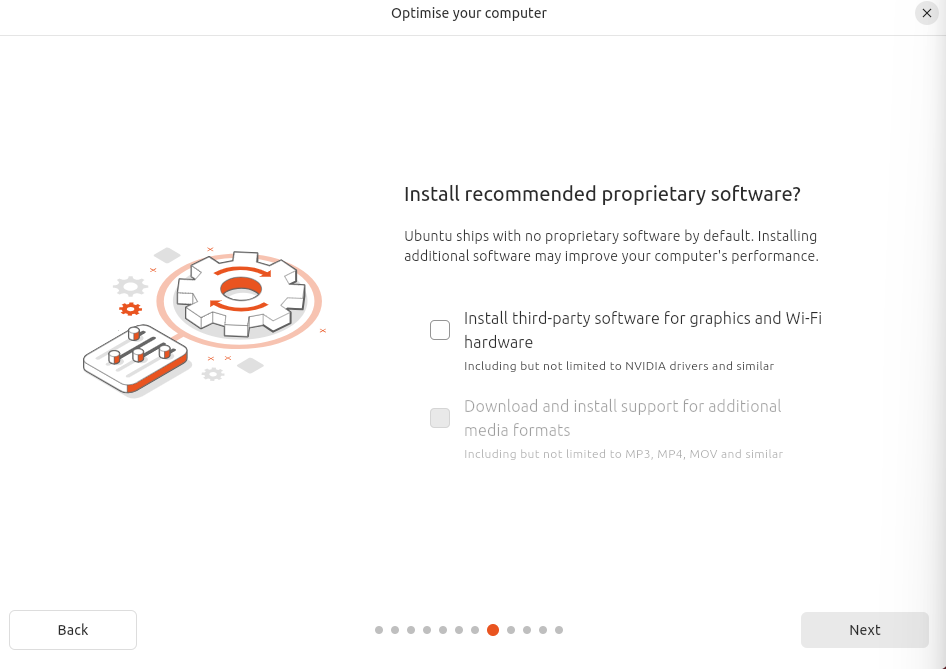 Optimise your computer
Install recommended proprietary software?
Ubuntu ships with no proprietary software by default. Installing
additional software may improve your computer's performance.
Install third-party software for graphics and Wi-Fi
hardware
Including but not limited to NVIDIA drivers and similar
Download and install support for additional
media formats
Including but not limited to MP3, MP4, MOV and similar
Back
Next